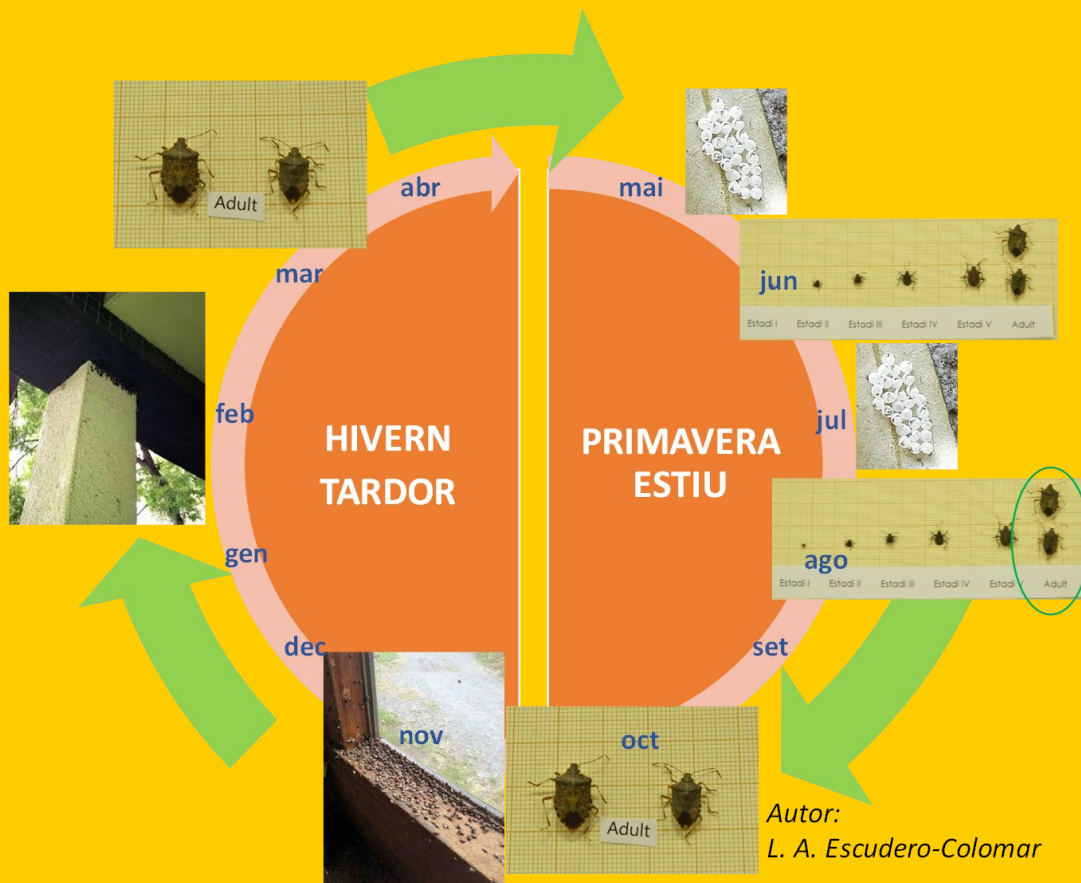 abr
mai
Adult
mar
jun
Estadi I Estadi II Estadi III Estadi IV Estadi V Adult
feb
jul
HIVERN
TARDOR
PRIMAVERA
ESTIU
gen
ago
Estadi I Estadi II Estadi III Estadi IV Estadi V Adult
dec
set
nov
oct
Adult
Autor:
L. A. Escudero-Colomar